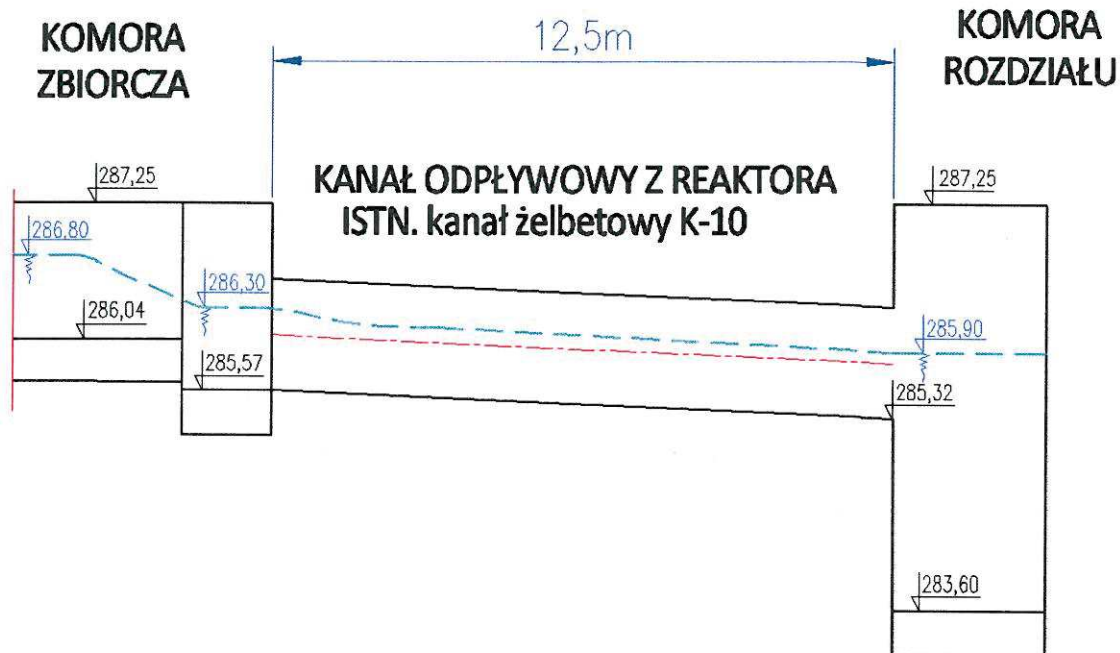 KOMORA
ZBIORCZA
12,5m
KOMORA
ROZDZIAŁU
KANAŁ ODPŁYWOWY Z REAKTORA
ISTN. kanał żelbetowy K-10
287,25
286,80
286,04
286,30
285,57
287,25
285,90
285,32
283,60